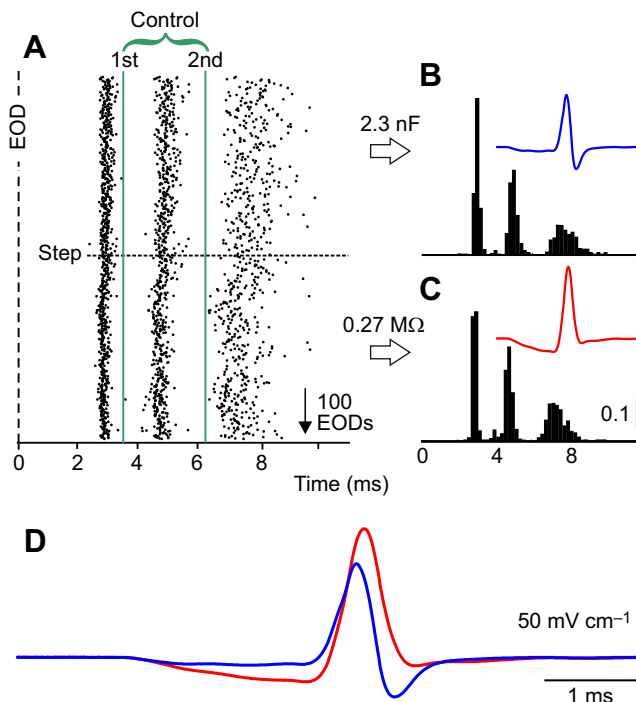 Control
A
1st
2nd
B
EOD
2.3 nF
Step
C
0.27 MΩ
100
EODs
0.1
0
2
4
6
8
Time (ms)
0
4
8
D
50 mV cm–1
1 ms